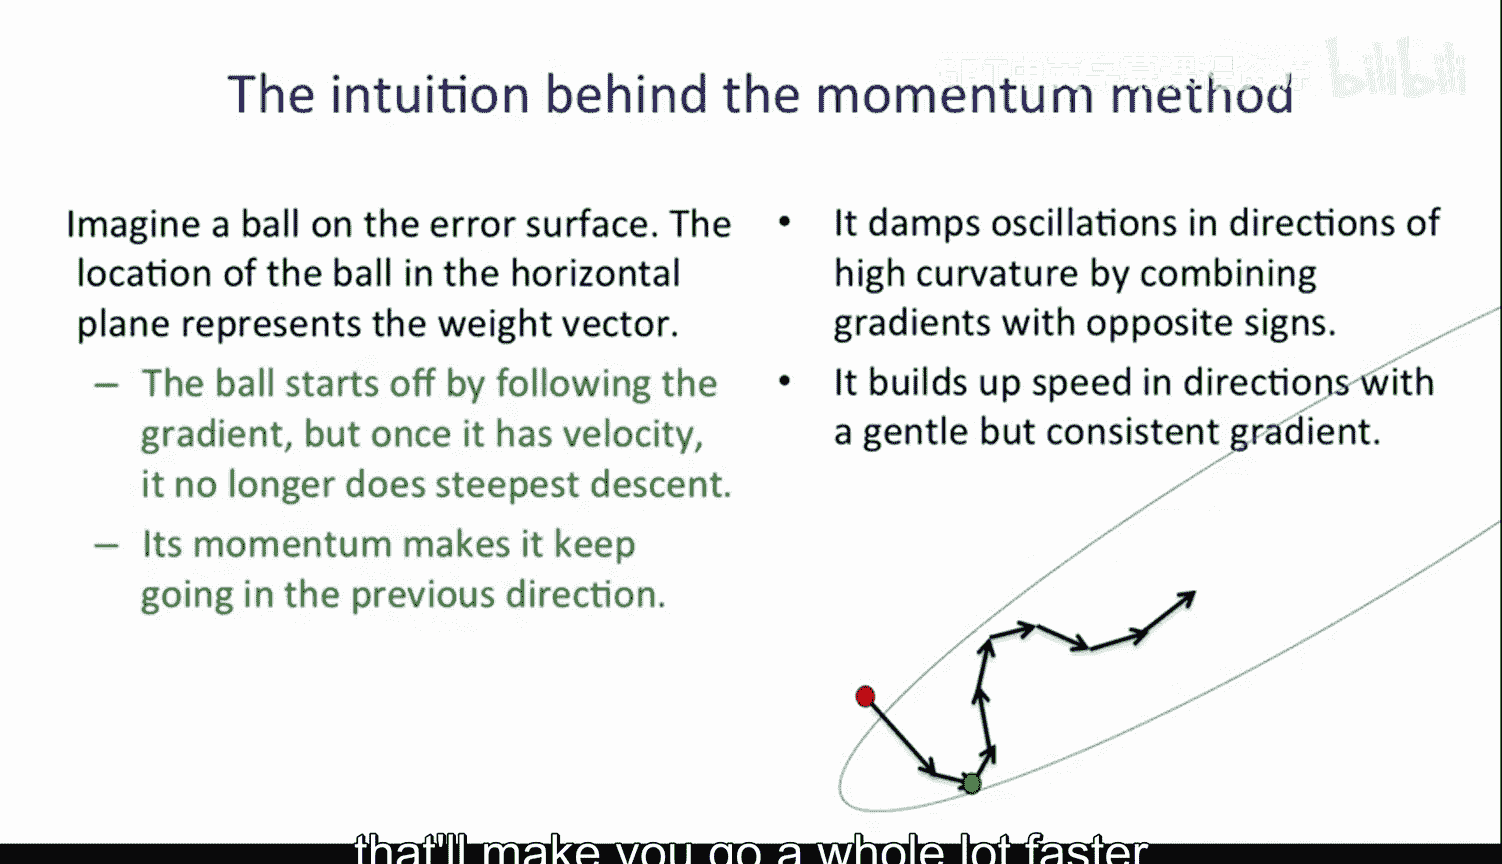 The intuition behind the momentum method
bilibili
Imagine a ball on the error surface. The
location of the ball in the horizontal
plane represents the weight vector.
– The ball starts off by following the
gradient, but once it has velocity,
it no longer does steepest descent.
– Its momentum makes it keep
going in the previous direction.
• It damps oscillations in directions of
high curvature by combining
gradients with opposite signs.
• It builds up speed in directions with
a gentle but consistent gradient.
that'll make you go a whole lot faster